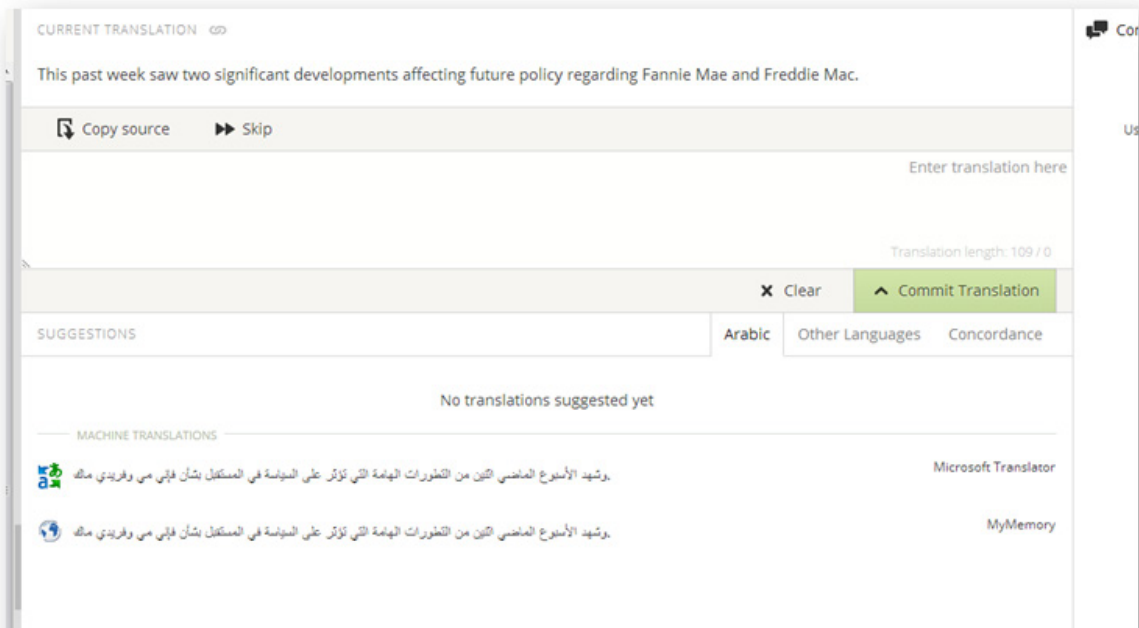 CURRENT TRANSLATION
Cor
This past week saw two significant developments affecting future policy regarding Fannie Mae and Freddie Mac.
Copy source Skip
Us
Enter translation here
Translation length: 109 / 0
Clear Commit Translation
SUGGESTIONS Arabic Other Languages Concordance
No translations suggested yet
MACHINE TRANSLATIONS
وشهد الأسبوع الماضي اثنين من التطورات الهامة التي تؤثر على السياسة في المستقبل بشأن فإني مي وفريدي ماك. Microsoft Translator
وشهد الأسبوع الماضي اثنين من التطورات الهامة التي تؤثر على السياسة في المستقبل بشأن فإني مي وفريدي ماك. MyMemory